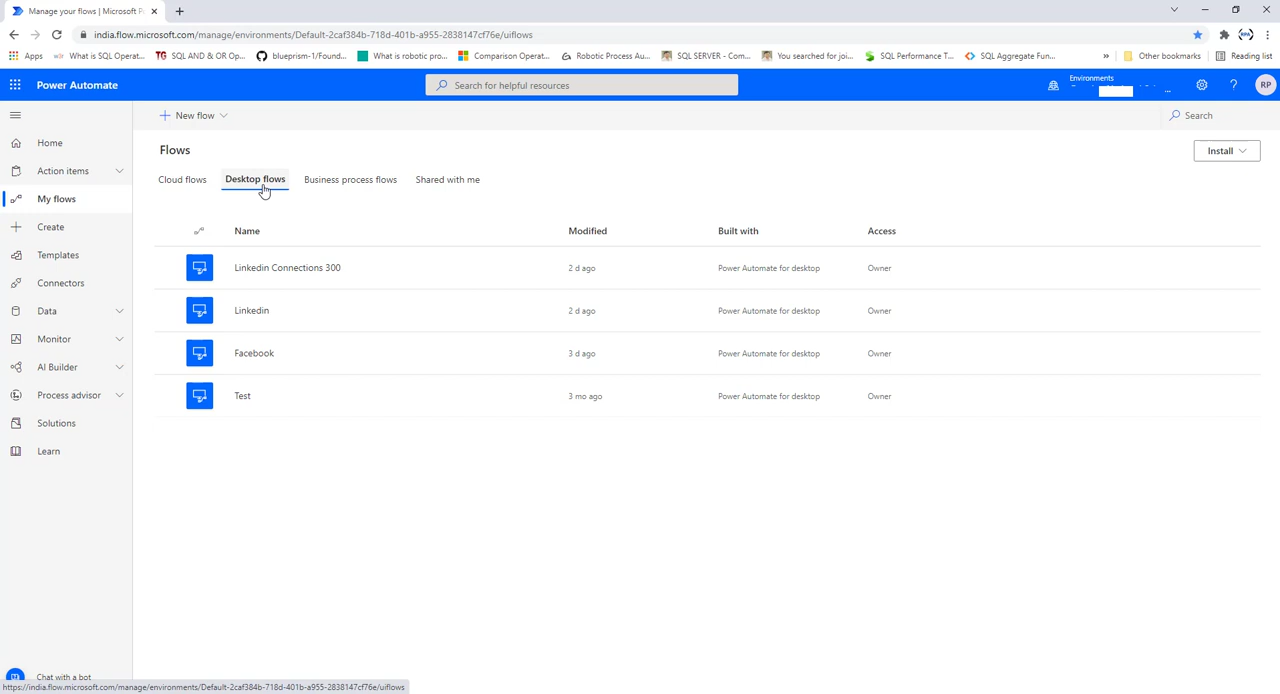 Manage your flows | Microsoft P
india.flow.microsoft.com/manage/environments/Default-2caf384b-718d-401b-a955-2838147cf76e/uiflows
Apps What is SQL Operat... TG SQL AND & OR Op... blueprism-1/Found... What is robotic pro... Comparison Operat... Robotic Process Au... SQL SERVER - Com... You searched for joi... SQL Performance T... SQL Aggregate Fun... » Other bookmarks Reading list
Power Automate
Search for helpful resources
Environments
...
?
RP
New flow
Search
Home
Action items
My flows
Create
Templates
Connectors
Data
Monitor
AI Builder
Process advisor
Solutions
Learn
Chat with a bot
Flows
Install
Cloud flows Desktop flows Business process flows Shared with me
Name Modified Built with Access
Linkedin Connections 300 2 d ago Power Automate for desktop Owner
Linkedin 2 d ago Power Automate for desktop Owner
Facebook 3 d ago Power Automate for desktop Owner
Test 3 mo ago Power Automate for desktop Owner
https://india.flow.microsoft.com/manage/environments/Default-2caf384b-718d-401b-a955-2838147cf76e/uiflows